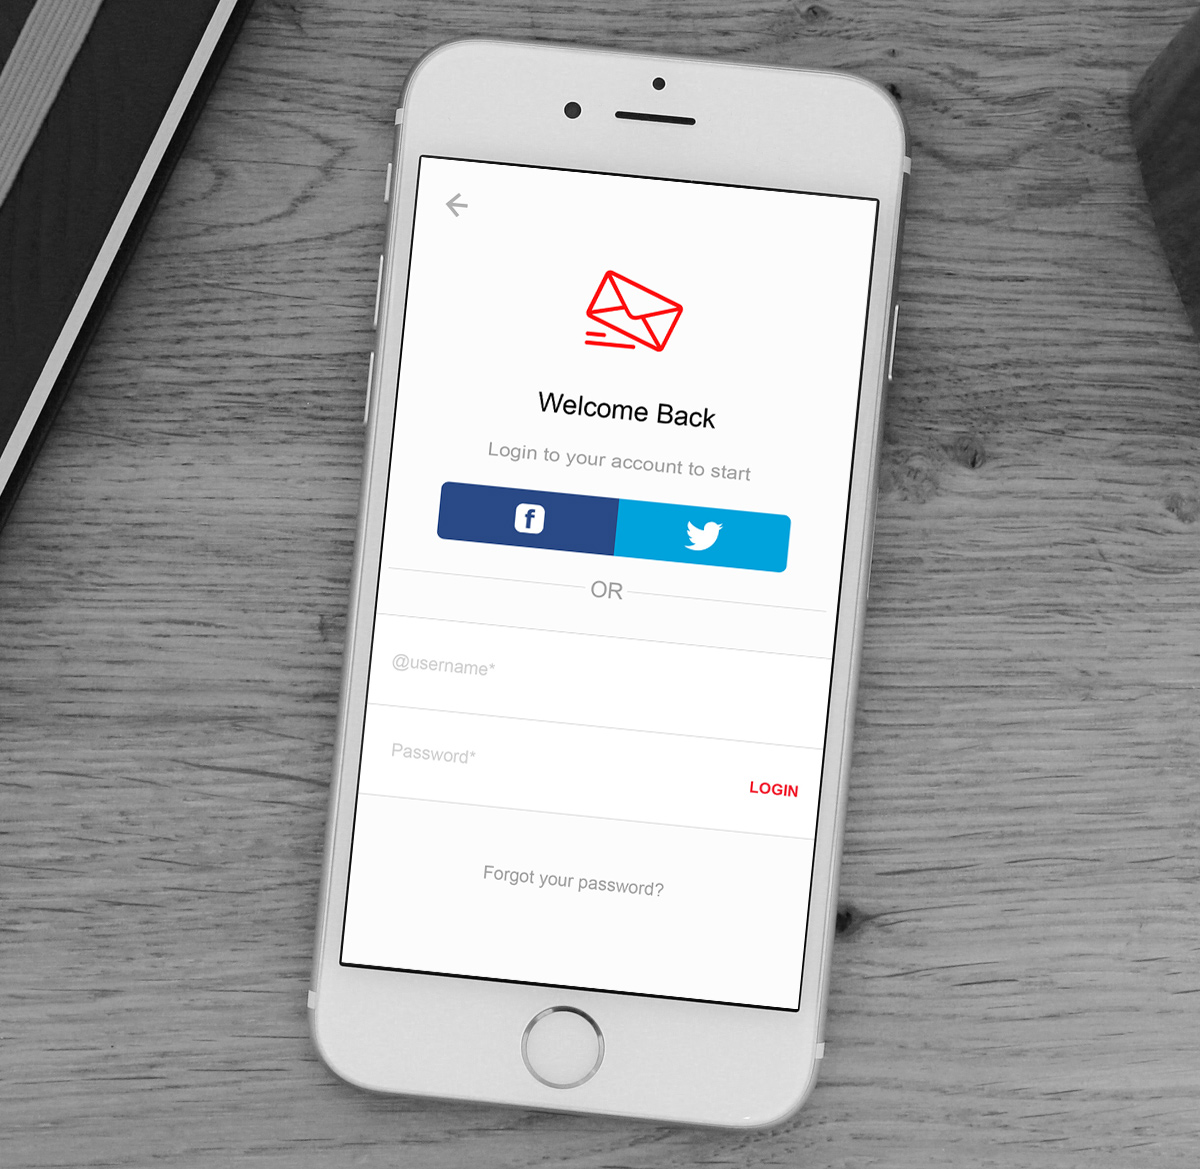 Welcome Back
Login to your account to start
f
OR
@username*
Password*
LOGIN
Forgot your password?